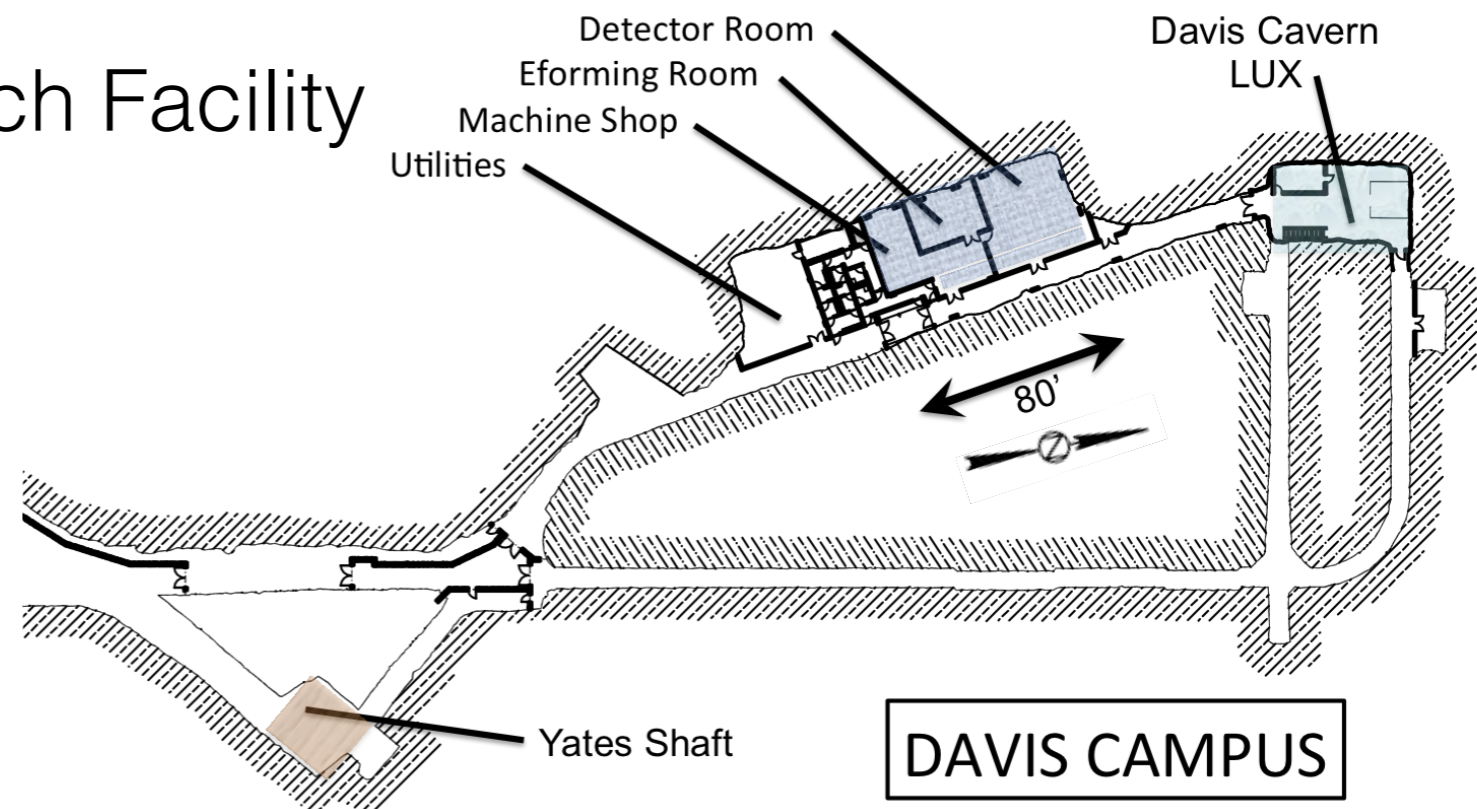 ch Facility
Detector Room
Eforming Room
Machine Shop
Utilities
Davis Cavern
LUX
80’
Z
Yates Shaft
DAVIS CAMPUS